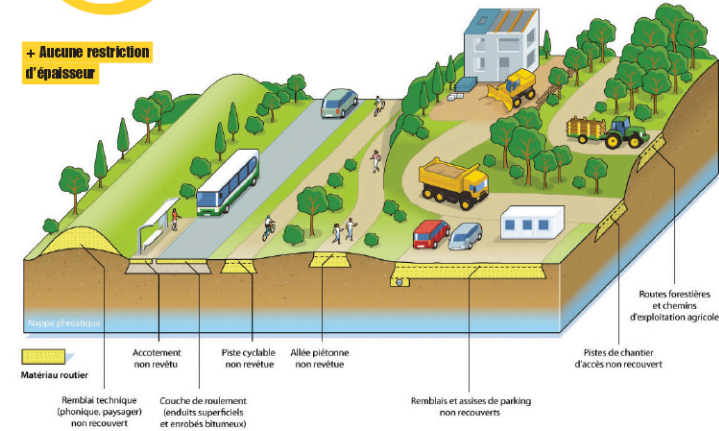 + Aucune restriction
d'épaisseur
Nappe phréatique
Matériau routier
Accotement
non revêtu
Piste cyclable
non revêtue
Allée piétonne
non revêtue
Routes forestières
et chemins
d'exploitation agricole
Pistes de chantier
d'accès non recouvert
Remblai technique
(phonique, paysager)
non recouvert
Couche de roulement
(enduits superficiels
et enrobés bitumeux)
Remblais et assises de parking
non recouverts